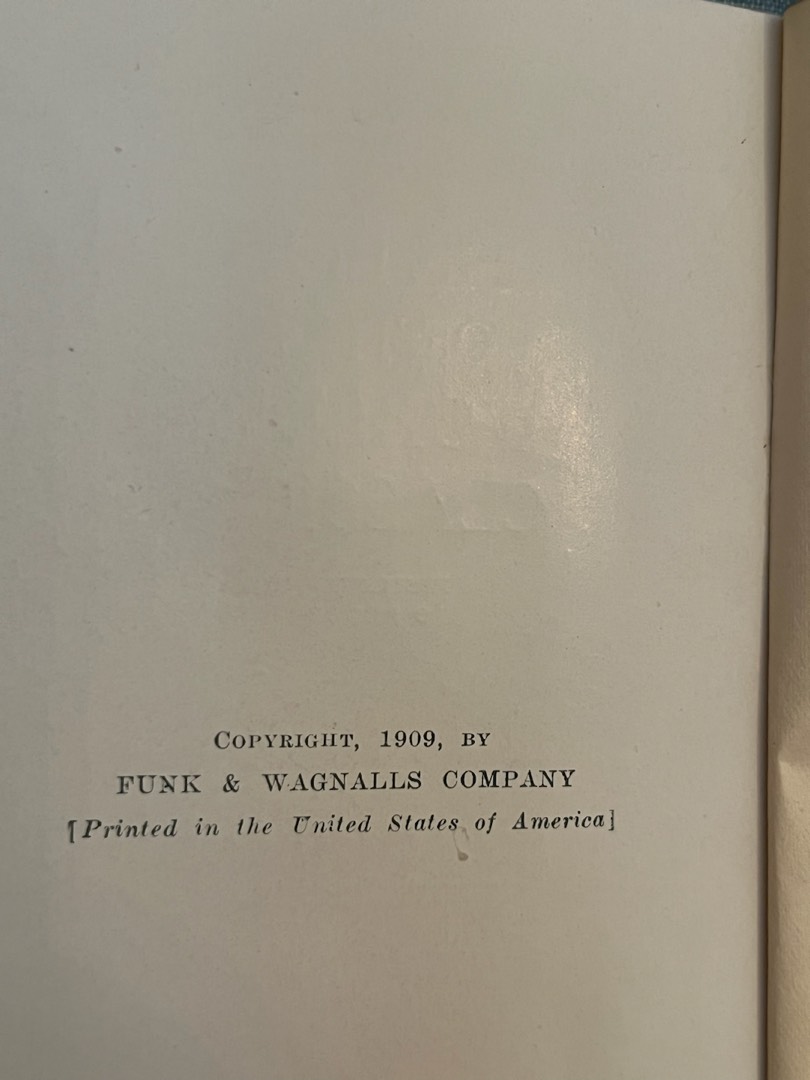 COPYRIGHT, 1909, BY
FUNK & WAGNALLS COMPANY
[Printed in the United States of America]